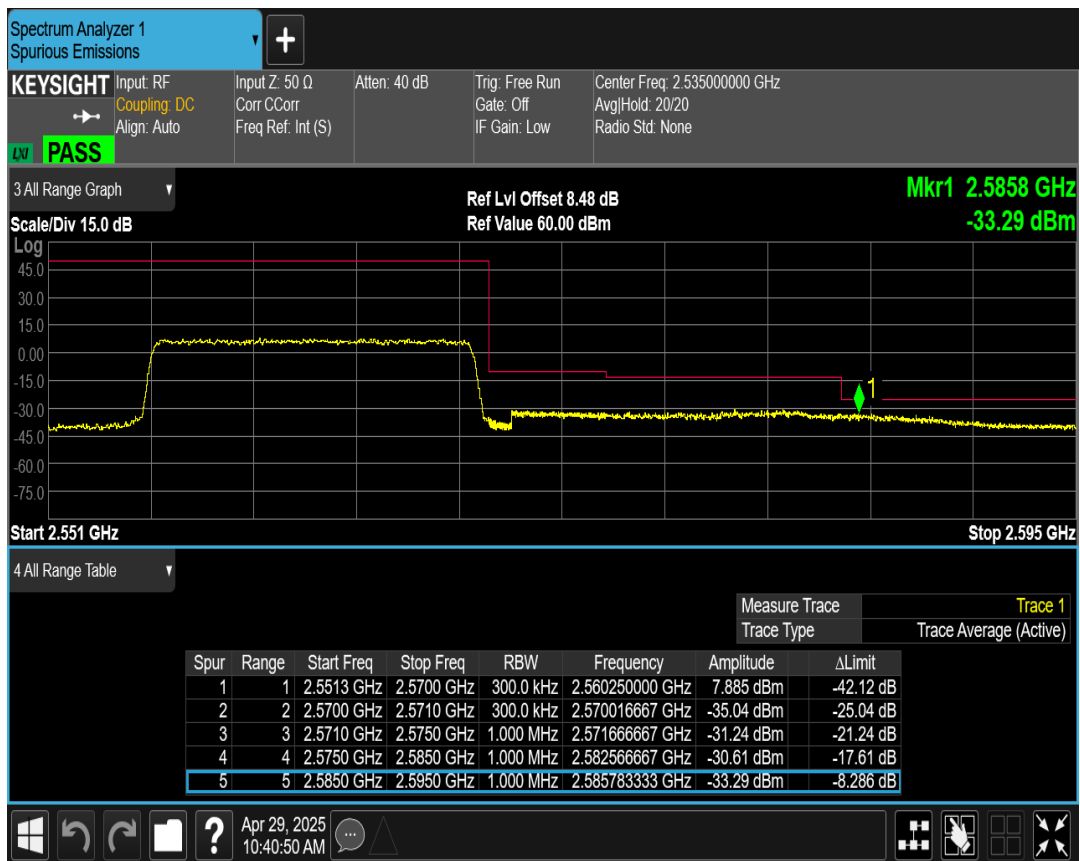 Spectrum Analyzer 1
Spurious Emissions
KEYSIGHT
Input: RF
Coupling: DC
Align: Auto
Input Z: 50 Ω
Corr CCorr
Freq Ref: Int (S)
Atten: 40 dB
Trig: Free Run
Gate: Off
IF Gain: Low
Center Freq: 2.535000000 GHz
Avg|Hold: 20/20
Radio Std: None
LXI PASS
3 All Range Graph
Scale/Div 15.0 dB
Ref Lvl Offset 8.48 dB
Ref Value 60.00 dBm
Mkr1 2.5858 GHz
-33.29 dBm
Log
45.0
30.0
15.0
0.00
-15.0
-30.0
-45.0
-60.0
-75.0
1
Start 2.551 GHz
Stop 2.595 GHz
4 All Range Table
Measure Trace Trace 1
Trace Type Trace Average (Active)
Spur Range Start Freq Stop Freq RBW Frequency Amplitude ΔLimit
1 1 2.5513 GHz 2.5700 GHz 300.0 kHz 2.560250000 GHz 7.885 dBm -42.12 dB
2 2 2.5700 GHz 2.5710 GHz 300.0 kHz 2.570016667 GHz -35.04 dBm -25.04 dB
3 3 2.5710 GHz 2.5750 GHz 1.000 MHz 2.571666667 GHz -31.24 dBm -21.24 dB
4 4 2.5750 GHz 2.5850 GHz 1.000 MHz 2.582566667 GHz -30.61 dBm -17.61 dB
5 5 2.5850 GHz 2.5950 GHz 1.000 MHz 2.585783333 GHz -33.29 dBm -8.286 dB
?
Apr 29, 2025
10:40:50 AM